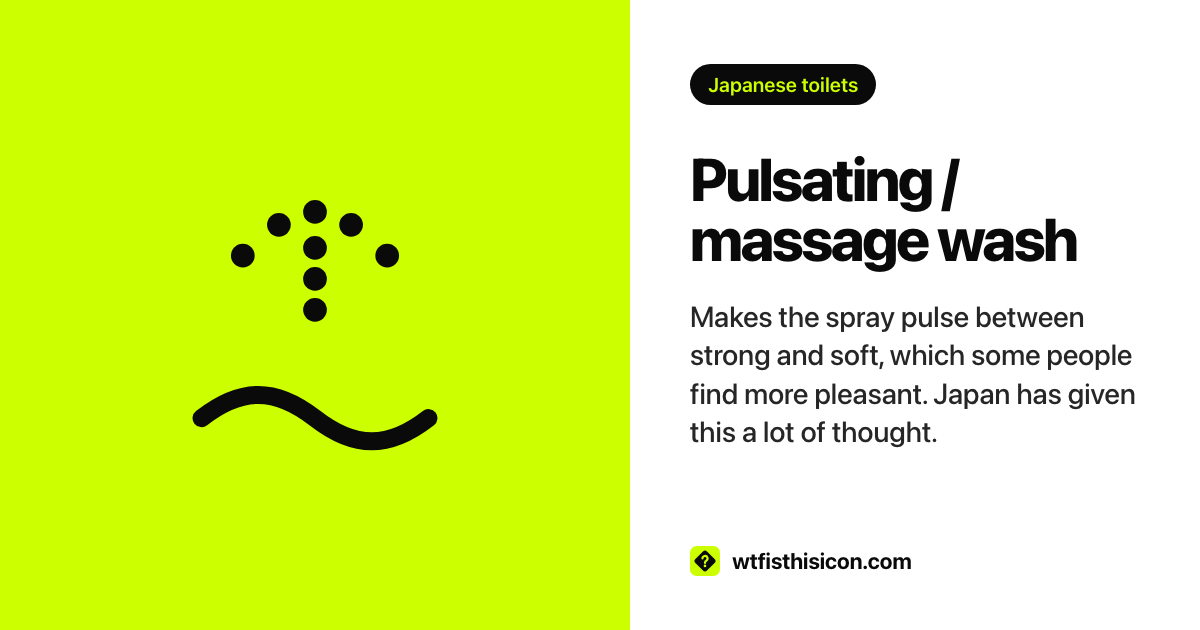 Japanese toilets
Pulsating /
massage wash
Makes the spray pulse between
strong and soft, which some people
find more pleasant. Japan has given
this a lot of thought.
?
wtfisthisicon.com